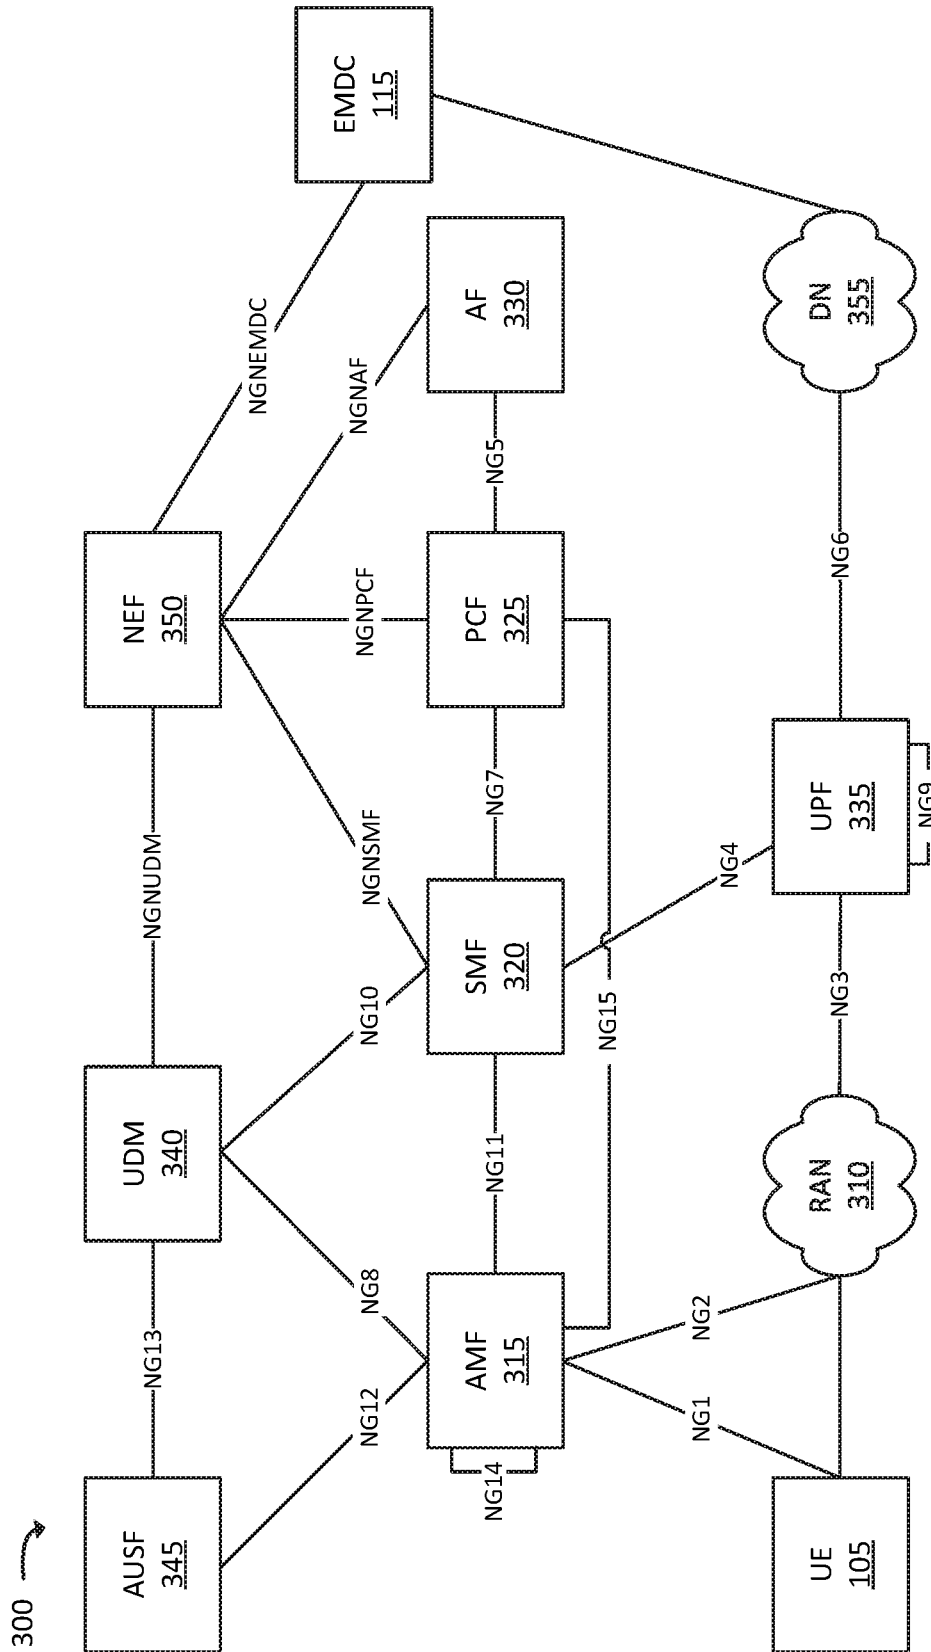 300
AUSF
345
NG13
UDM
340
NGNUDM
NEF
350
NGNEMDC
EMDC
115
NG12
NG8
NG10
NGNSMF
NGNPCF
NGNAF
NG14
AMF
315
NG11
SMF
320
NG7
PCF
325
NG5
AF
330
NG15
NG1
NG2
NG4
UE
105
RAN
310
NG3
UPF
335
NG6
DN
355
NG9